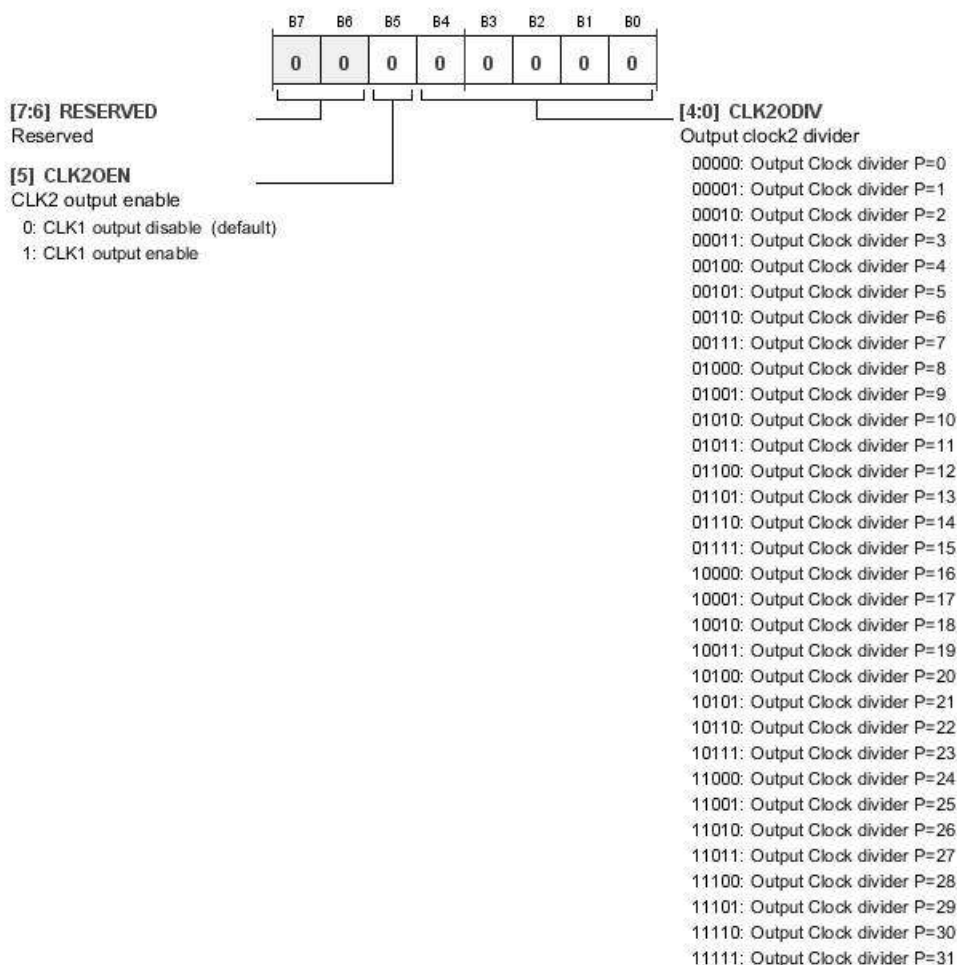 B7 B6 B5 B4 B3 B2 B1 B0
0 0 0 0 0 0 0 0
[7:6] RESERVED
Reserved
[5] CLK2OEN
CLK2 output enable
0: CLK1 output disable (default)
1: CLK1 output enable
[4:0] CLK2ODIV
Output clock2 divider
00000: Output Clock divider P=0
00001: Output Clock divider P=1
00010: Output Clock divider P=2
00011: Output Clock divider P=3
00100: Output Clock divider P=4
00101: Output Clock divider P=5
00110: Output Clock divider P=6
00111: Output Clock divider P=7
01000: Output Clock divider P=8
01001: Output Clock divider P=9
01010: Output Clock divider P=10
01011: Output Clock divider P=11
01100: Output Clock divider P=12
01101: Output Clock divider P=13
01110: Output Clock divider P=14
01111: Output Clock divider P=15
10000: Output Clock divider P=16
10001: Output Clock divider P=17
10010: Output Clock divider P=18
10011: Output Clock divider P=19
10100: Output Clock divider P=20
10101: Output Clock divider P=21
10110: Output Clock divider P=22
10111: Output Clock divider P=23
11000: Output Clock divider P=24
11001: Output Clock divider P=25
11010: Output Clock divider P=26
11011: Output Clock divider P=27
11100: Output Clock divider P=28
11101: Output Clock divider P=29
11110: Output Clock divider P=30
11111: Output Clock divider P=31